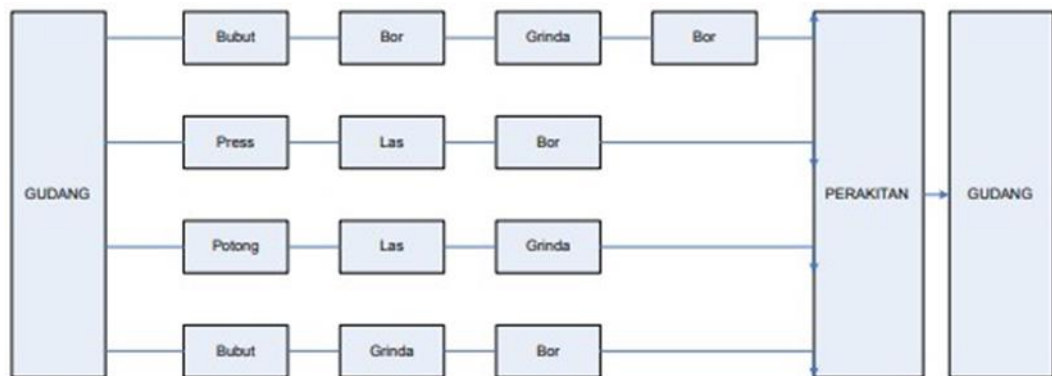 Bubut
Bor
Grinda
Bor
Press
Las
Bor
GUDANG
PERAKITAN
GUDANG
Potong
Las
Grinda
Bubut
Grinda
Bor